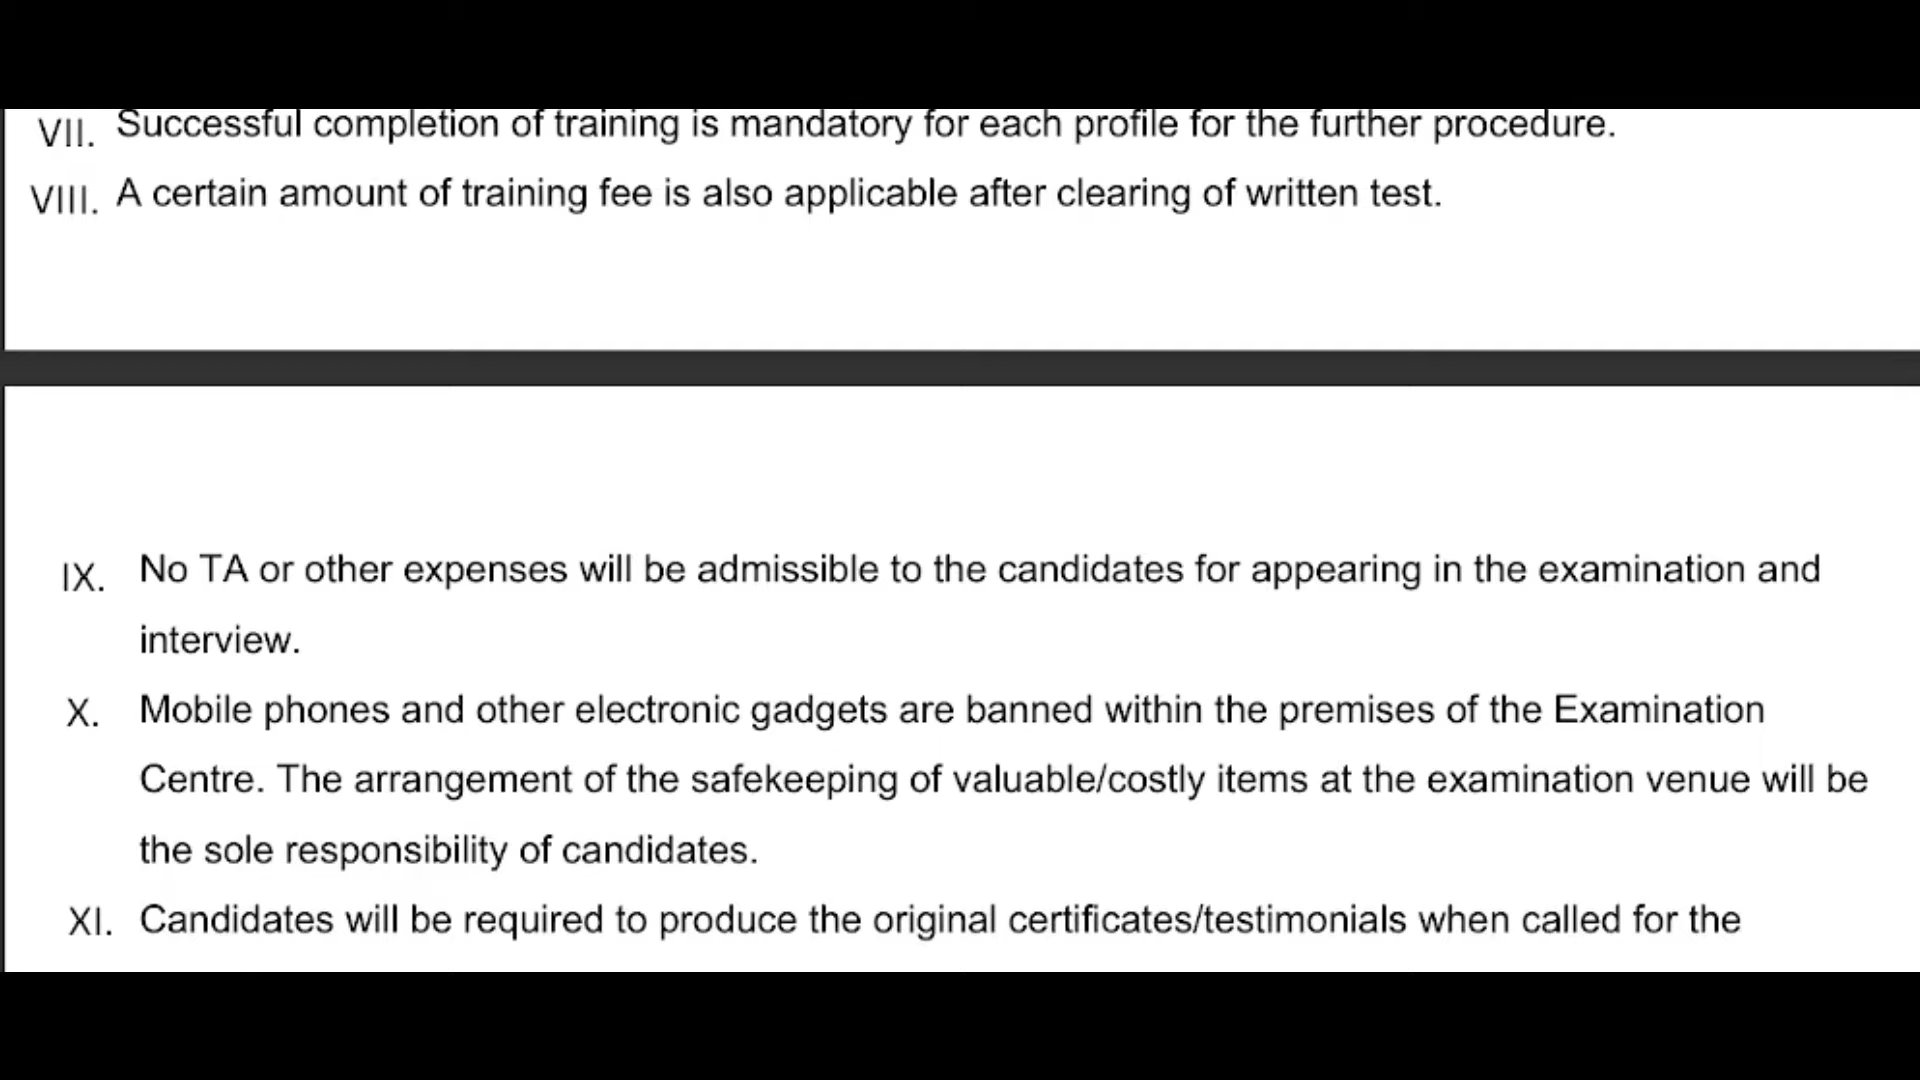 VII. Successful completion of training is mandatory for each profile for the further procedure.
VIII. A certain amount of training fee is also applicable after clearing of written test.
IX. No TA or other expenses will be admissible to the candidates for appearing in the examination and
interview.
X. Mobile phones and other electronic gadgets are banned within the premises of the Examination
Centre. The arrangement of the safekeeping of valuable/costly items at the examination venue will be
the sole responsibility of candidates.
XI. Candidates will be required to produce the original certificates/testimonials when called for the